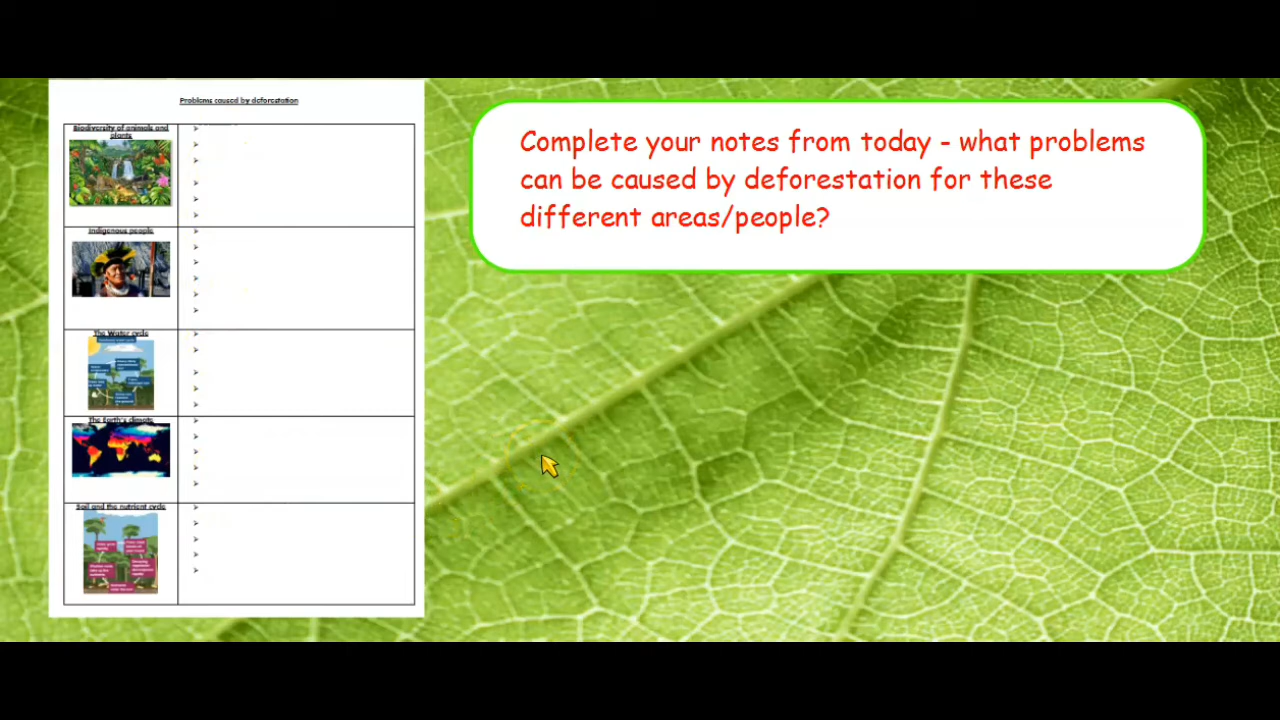 Problems caused by deforestation
Biodiversity of animals and
plants
Indigenous people
The Water cycle
The Earth's climate
Soil and the nutrient cycle
Complete your notes from today - what problems
can be caused by deforestation for these
different areas/people?